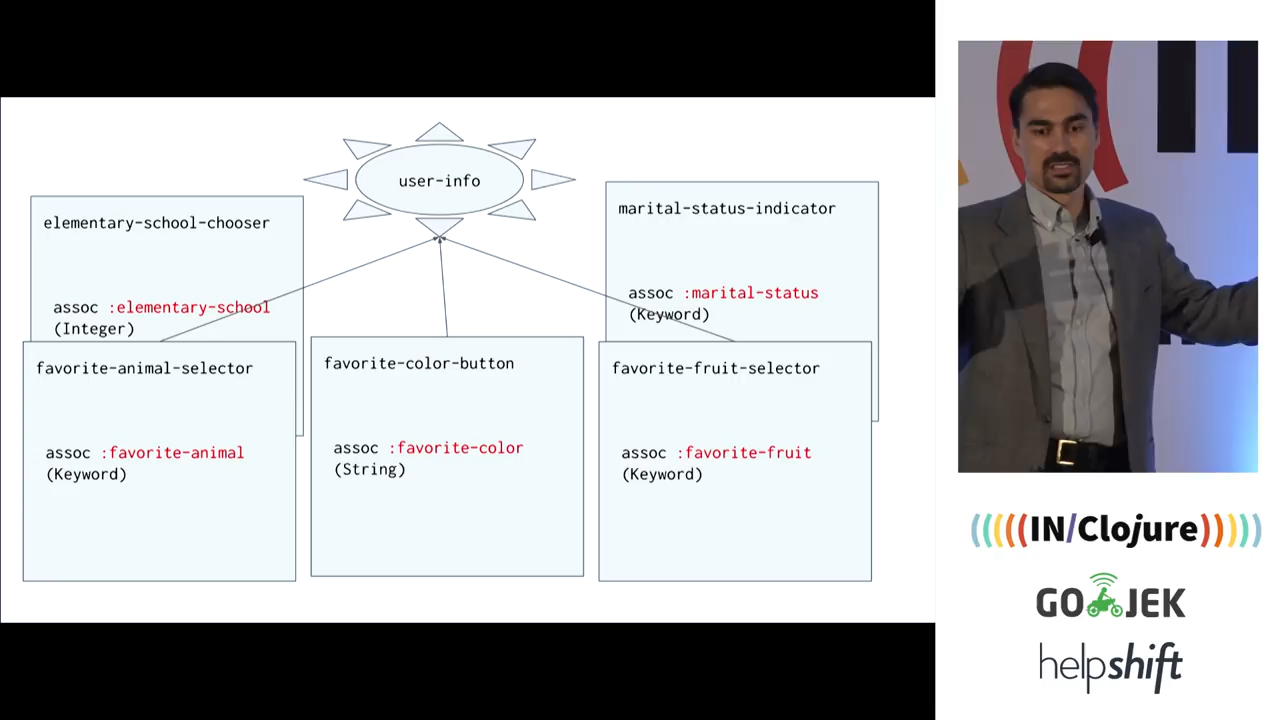 user-info
elementary-school-chooser
assoc :elementary-school
(Integer)
marital-status-indicator
assoc :marital-status
(Keyword)
favorite-animal-selector
assoc :favorite-animal
(Keyword)
favorite-color-button
assoc :favorite-color
(String)
favorite-fruit-selector
assoc :favorite-fruit
(Keyword)
(((((IN/Clojure)))))
GOJEK
helpshift